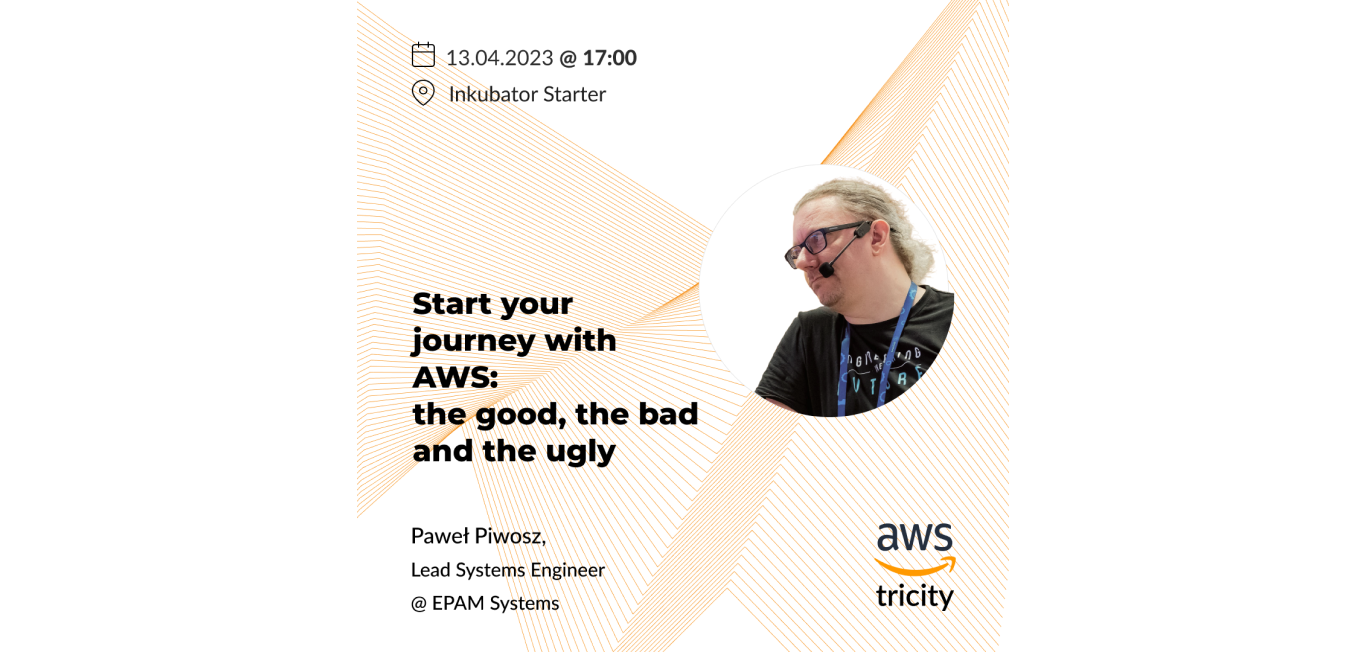 13.04.2023 @ 17:00
Inkubator Starter
Start your
journey with
AWS:
the good, the bad
and the ugly
Paweł Piwosz,
Lead Systems Engineer
@ EPAM Systems
aws
tricity